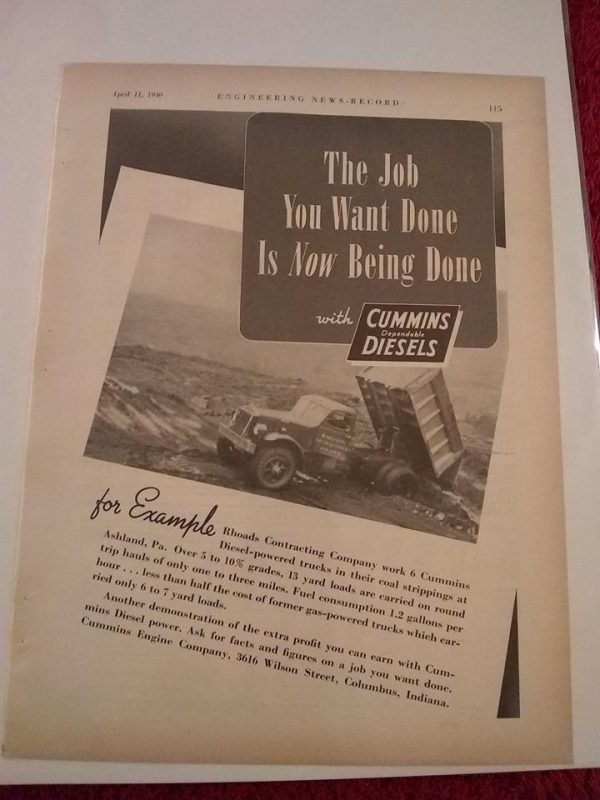 April 11, 1940 · ENGINEERING NEWS-RECORD · 115
The Job
You Want Done
Is Now Being Done
with CUMMINS
Dependable
DIESELS
for Example Rhoads Contracting Company work 6 Cummins
Diesel-powered trucks in their coal strippings at
Ashland, Pa. Over 5 to 10% grades, 13 yard loads are carried on round
trip hauls of only one to three miles. Fuel consumption 1.2 gallons per
hour . . . less than half the cost of former gas-powered trucks which car-
ried only 6 to 7 yard loads.
Another demonstration of the extra profit you can earn with Cum-
mins Diesel power. Ask for facts and figures on a job you want done.
Cummins Engine Company, 3616 Wilson Street, Columbus, Indiana.